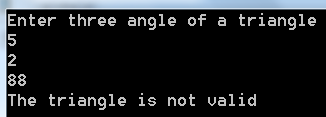 Enter three angle of a triangle
5
2
88
The triangle is not valid